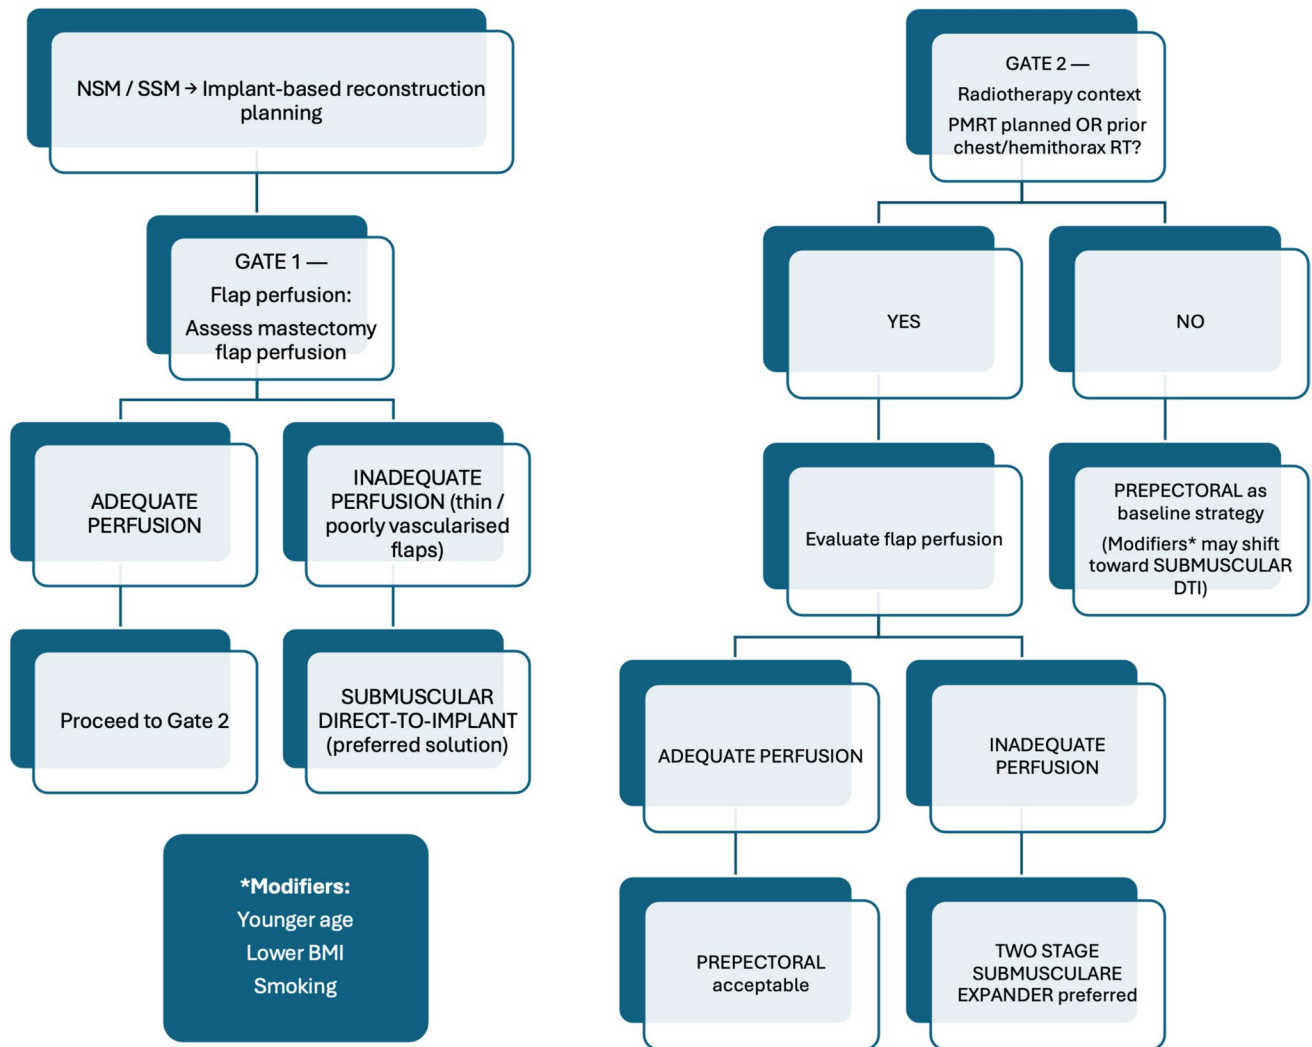 NSM / SSM → Implant-based reconstruction
planning
GATE 1 —
Flap perfusion:
Assess mastectomy
flap perfusion
ADEQUATE
PERFUSION
INADEQUATE
PERFUSION (thin /
poorly vascularised
flaps)
Proceed to Gate 2
SUBMUSCULAR
DIRECT-TO-IMPLANT
(preferred solution)
*Modifiers:
Younger age
Lower BMI
Smoking
GATE 2 —
Radiotherapy context
PMRT planned OR prior
chest/hemithorax RT?
YES
NO
Evaluate flap perfusion
PREPECTORAL as
baseline strategy
(Modifiers* may shift
toward SUBMUSCULAR
DTI)
ADEQUATE PERFUSION
INADEQUATE
PERFUSION
PREPECTORAL
acceptable
TWO STAGE
SUBMUSCULARE
EXPANDER preferred